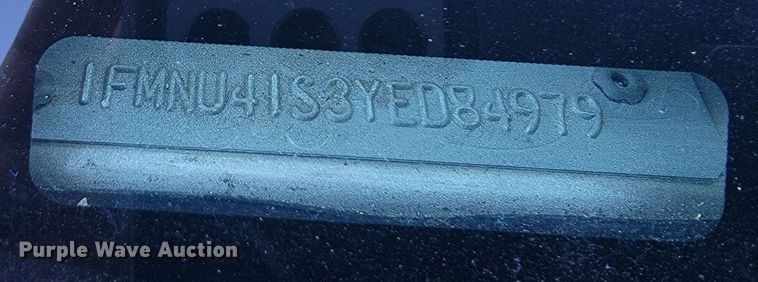 1FMNU41S3YED84979
Purple Wave Auction